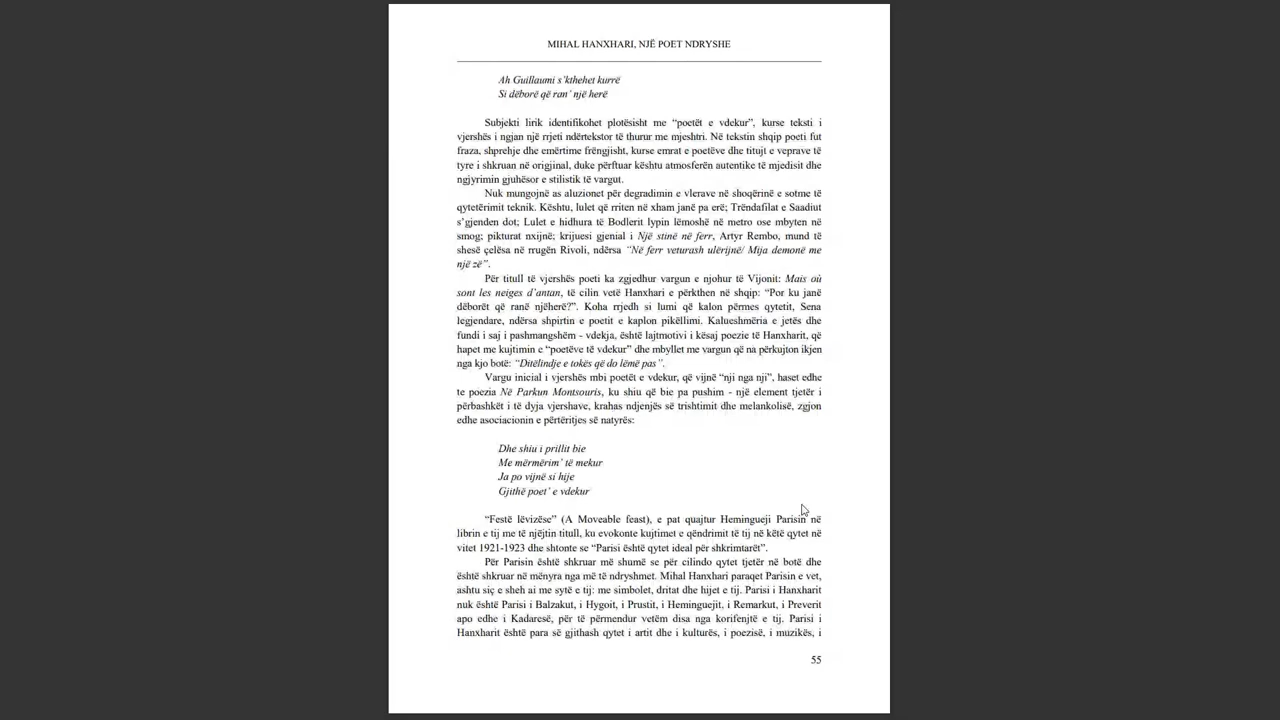 MIHAL HANXHARI, NJË POET NDRYSHE
Ah Guillaumi s’kthehet kurrë
Si dëborë që ran’ një herë
Subjekti lirik identifikohet plotësisht me “poetët e vdekur”, kurse teksti i
vjershës i ngjan një rrjeti ndërtekstor të thurur me mjeshtri. Në tekstin shqip poeti fut
fraza, shprehje dhe emërtime frëngjisht, kurse emrat e poetëve dhe titujt e veprave të
tyre i shkruan në origjinal, duke përftuar kështu atmosferën autentike të mjedisit dhe
ngjyrimin gjuhësor e stilistik të vargut.
Nuk mungojnë as aluzionet për degradimin e vlerave në shoqërinë e sotme të
qytetërimit teknik. Kështu, lulet që rriten në xham janë pa erë; Trëndafilat e Saadiut
s’gjenden dot; Lulet e hidhura të Bodlerit lypin lëmoshë në metro ose mbyten në
smog; pikturat nxijnë; krijuesi gjenial i Një stinë në ferr, Artyr Rembo, mund të
shesë çelësa në rrugën Rivoli, ndërsa “Në ferr veturash ulërijnë/ Mija demonë me
një zë”.
Për titull të vjershës poeti ka zgjedhur vargun e njohur të Vijonit: Mais où
sont les neiges d’antan, të cilin vetë Hanxhari e përkthen në shqip: “Por ku janë
dëborët që ranë njëherë?”. Koha rrjedh si lumi që kalon përmes qytetit, Sena
legjendare, ndërsa shpirtin e poetit e kaplon pikëllimi. Kalueshmëria e jetës dhe
fundi i saj i pashmangshëm - vdekja, është lajtmotivi i kësaj poezie të Hanxharit, që
hapet me kujtimin e “poetëve të vdekur” dhe mbyllet me vargun që na përkujton ikjen
nga kjo botë: “Ditëlindje e tokës që do lëmë pas”.
Vargu inicial i vjershës mbi poetët e vdekur, që vijnë “nji nga nji”, haset edhe
te poezia Në Parkun Montsouris, ku shiu që bie pa pushim - një element tjetër i
përbashkët i të dyja vjershave, krahas ndjenjës së trishtimit dhe melankolisë, zgjon
edhe asociacionin e përtëritjes së natyrës:
Dhe shiu i prillit bie
Me mërmërim’ të mekur
Ja po vijnë si hije
Gjithë poet’ e vdekur
“Festë lëvizëse” (A Moveable feast), e pat quajtur Hemingueji Parisin në
librin e tij me të njëjtin titull, ku evokonte kujtimet e qëndrimit të tij në këtë qytet në
vitet 1921-1923 dhe shtonte se “Parisi është qytet ideal për shkrimtarët”.
Për Parisin është shkruar më shumë se për cilindo qytet tjetër në botë dhe
është shkruar në mënyra nga më të ndryshmet. Mihal Hanxhari paraqet Parisin e vet,
ashtu siç e sheh ai me sytë e tij: me simbolet, dritat dhe hijet e tij. Parisi i Hanxharit
nuk është Parisi i Balzakut, i Hygoit, i Prustit, i Heminguejit, i Remarkut, i Preverit
apo edhe i Kadaresë, për të përmendur vetëm disa nga korifenjtë e tij. Parisi i
Hanxharit është para së gjithash qytet i artit dhe i kulturës, i poezisë, i muzikës, i
55